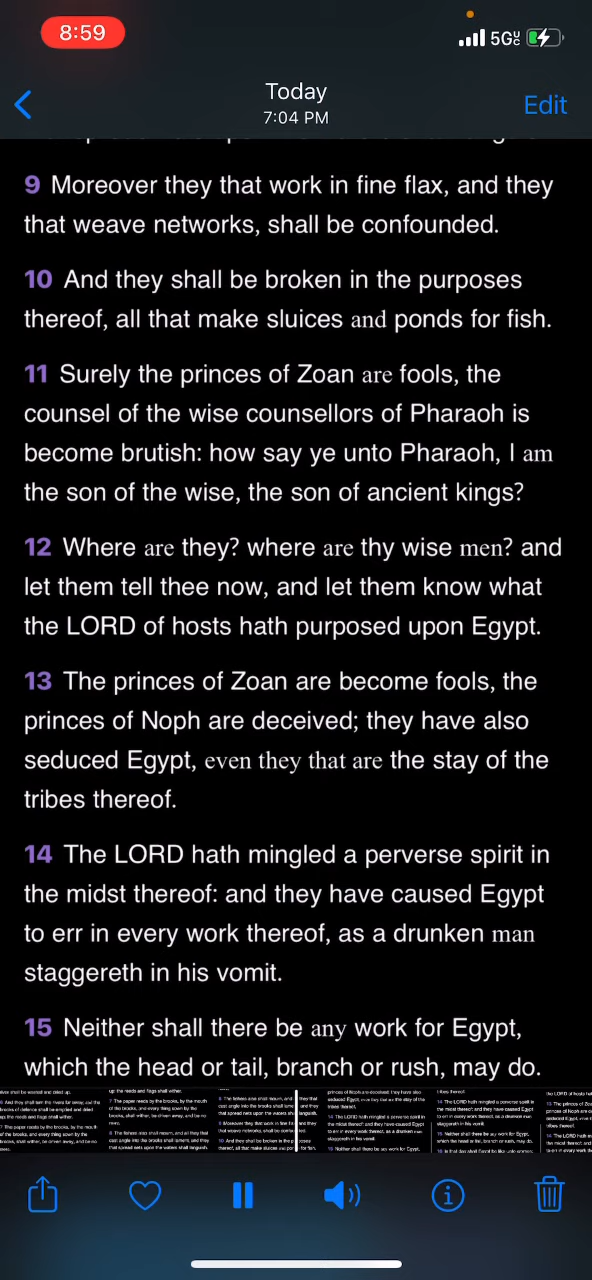 8:59
5G
Today
7:04 PM
Edit
9 Moreover they that work in fine flax, and they
that weave networks, shall be confounded.
10 And they shall be broken in the purposes
thereof, all that make sluices and ponds for fish.
11 Surely the princes of Zoan are fools, the
counsel of the wise counsellors of Pharaoh is
become brutish: how say ye unto Pharaoh, I am
the son of the wise, the son of ancient kings?
12 Where are they? where are thy wise men? and
let them tell thee now, and let them know what
the LORD of hosts hath purposed upon Egypt.
13 The princes of Zoan are become fools, the
princes of Noph are deceived; they have also
seduced Egypt, even they that are the stay of the
tribes thereof.
14 The LORD hath mingled a perverse spirit in
the midst thereof: and they have caused Egypt
to err in every work thereof, as a drunken man
staggereth in his vomit.
15 Neither shall there be any work for Egypt,
which the head or tail, branch or rush, may do.